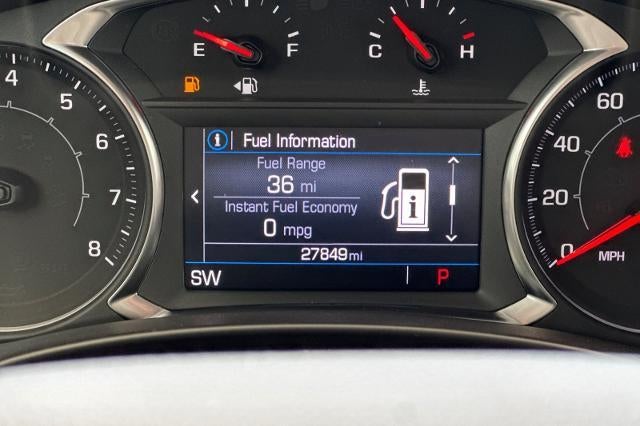 E F
C H
4
5
6
7
8
i Fuel Information
Fuel Range
36 mi
Instant Fuel Economy
0 mpg
i
27849mi
SW P
60
40
20
0
MPH